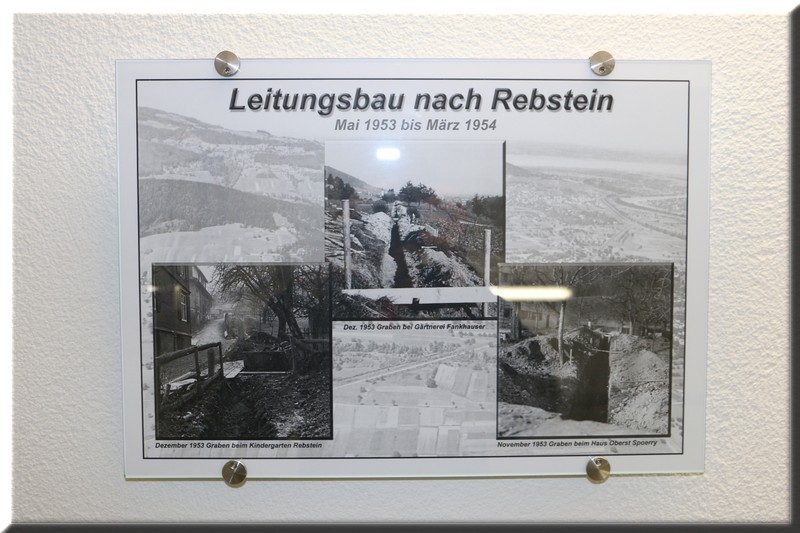 Leitungsbau nach Rebstein
Mai 1953 bis März 1954
Dez. 1953 Graben bei Gärtnerei Fankhauser
Dezember 1953 Graben beim Kindergarten Rebstein
November 1953 Graben beim Haus Oberst Spoerry